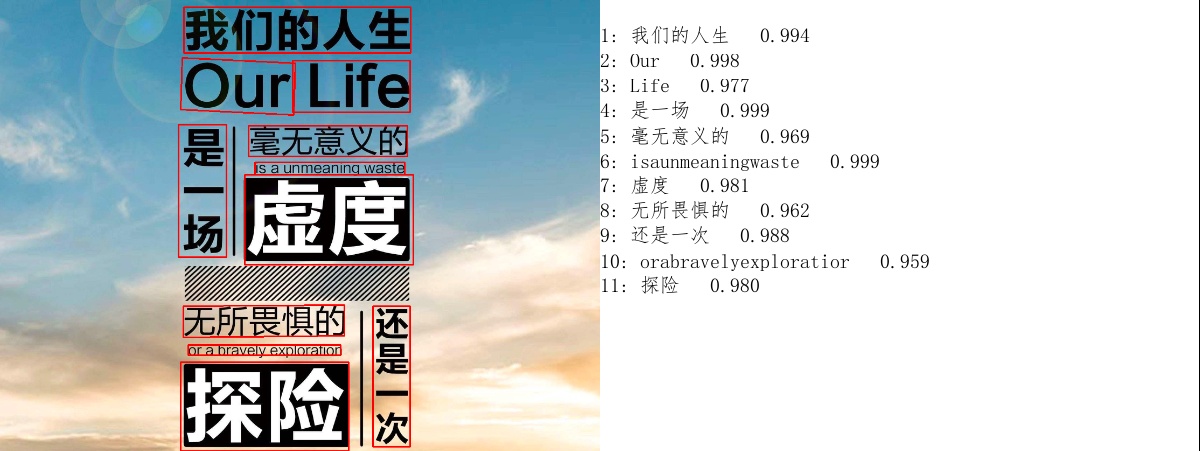 我们的人生
Our Life
是一场
毫无意义的
is a unmeaning waste
虚度
无所畏惧的
or a bravely exploration
探险
还是一次
1: 我们的人生 0.994
2: Our 0.998
3: Life 0.977
4: 是一场 0.999
5: 毫无意义的 0.969
6: isaunmeaningwaste 0.999
7: 虚度 0.981
8: 无所畏惧的 0.962
9: 还是一次 0.988
10: orabravelyexploratior 0.959
11: 探险 0.980